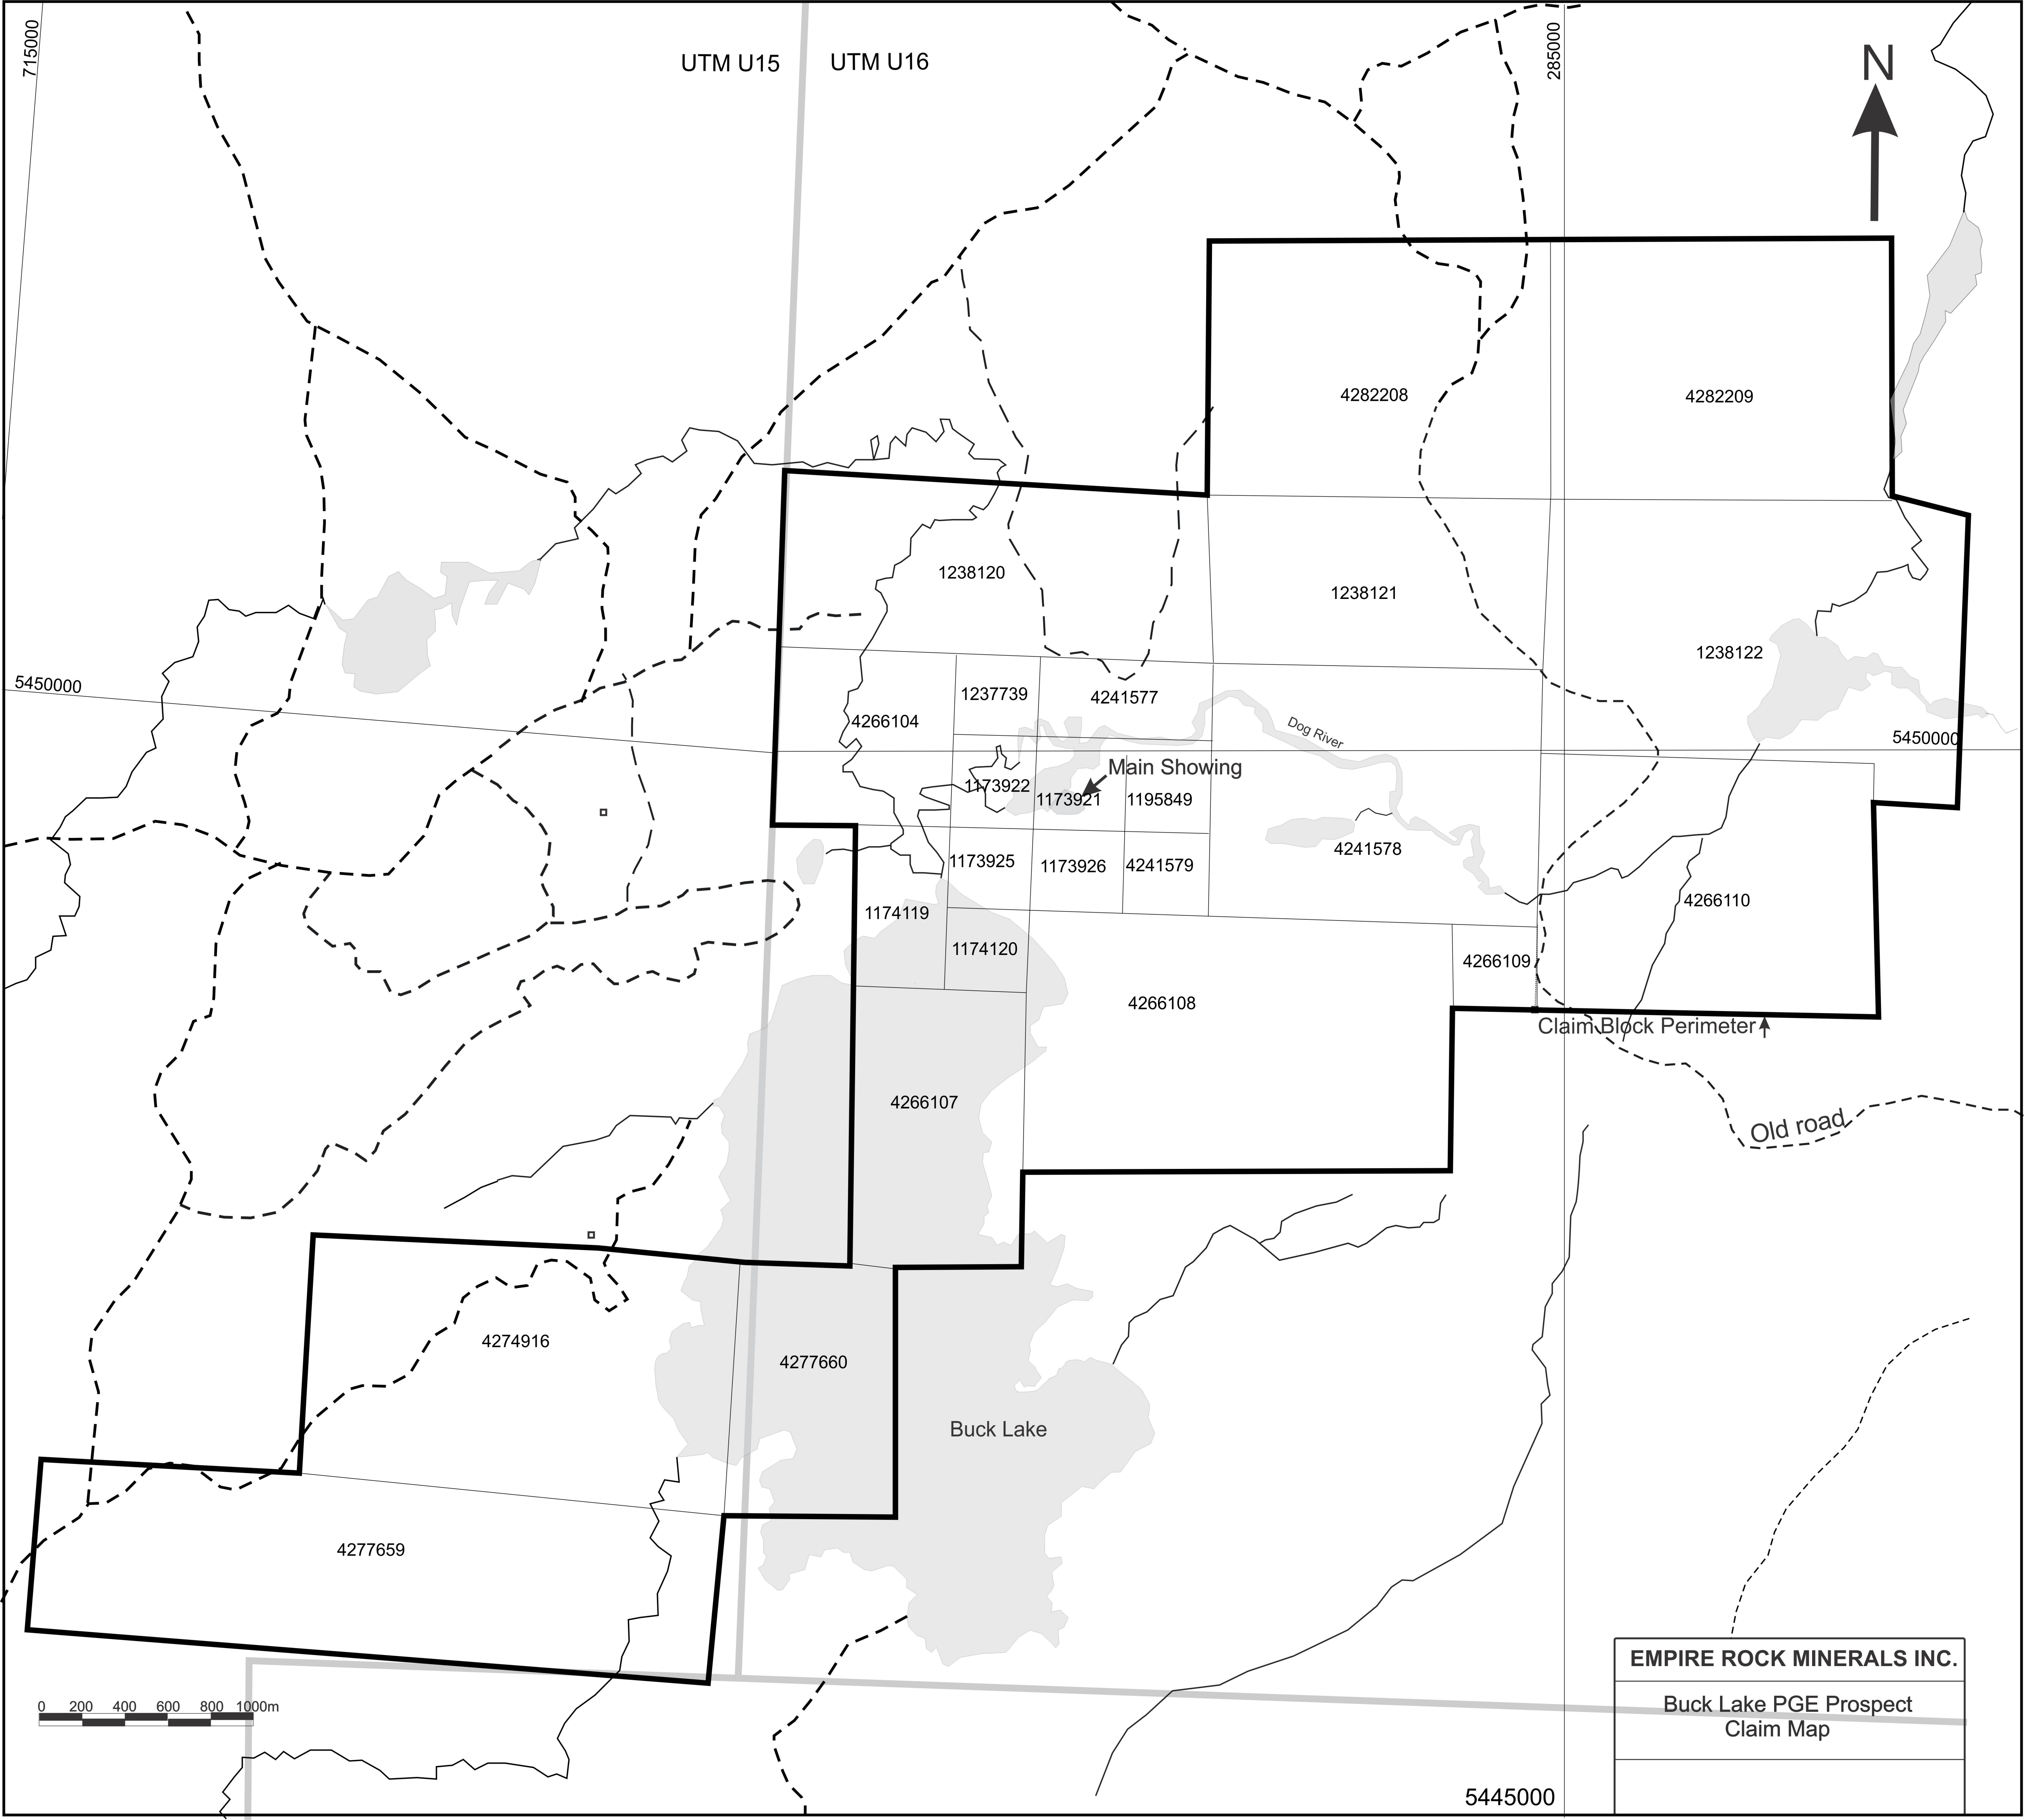 715000
UTM U15
UTM U16
285000
N
4282208
4282209
1238120
1238121
1238122
5450000
1237739
4241577
4266104
Dog River
5450000
Main Showing
1173922
1173921
1195849
4241578
1173925
1173926
4241579
4266110
1174119
1174120
4266109
4266108
Claim Block Perimeter
4266107
Old road
4274916
4277660
Buck Lake
4277659
EMPIRE ROCK MINERALS INC.
Buck Lake PGE Prospect
Claim Map
0 200 400 600 800 1000m
5445000